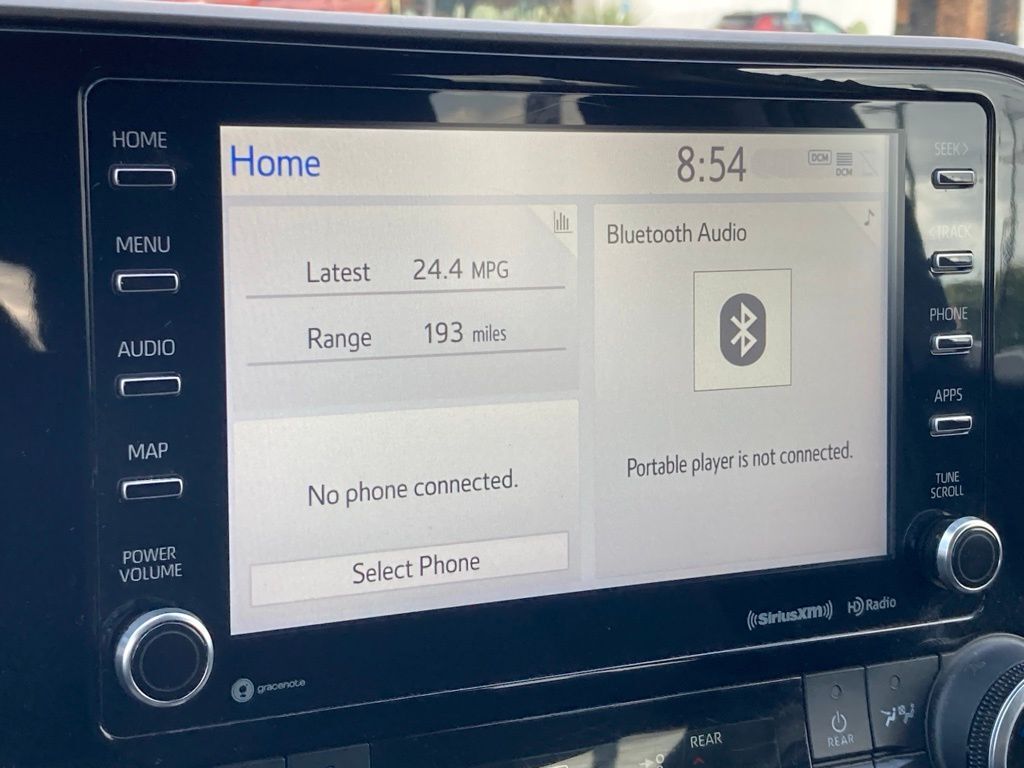 HOME
MENU
AUDIO
MAP
POWER
VOLUME
Home
8:54
DCM
DCM
Latest 24.4 MPG
Range 193 miles
No phone connected.
Select Phone
Bluetooth Audio
Portable player is not connected.
SEEK>
<TRACK
PHONE
APPS
TUNE
SCROLL
gracenote
((SiriusXM))
HD Radio
REAR
REAR